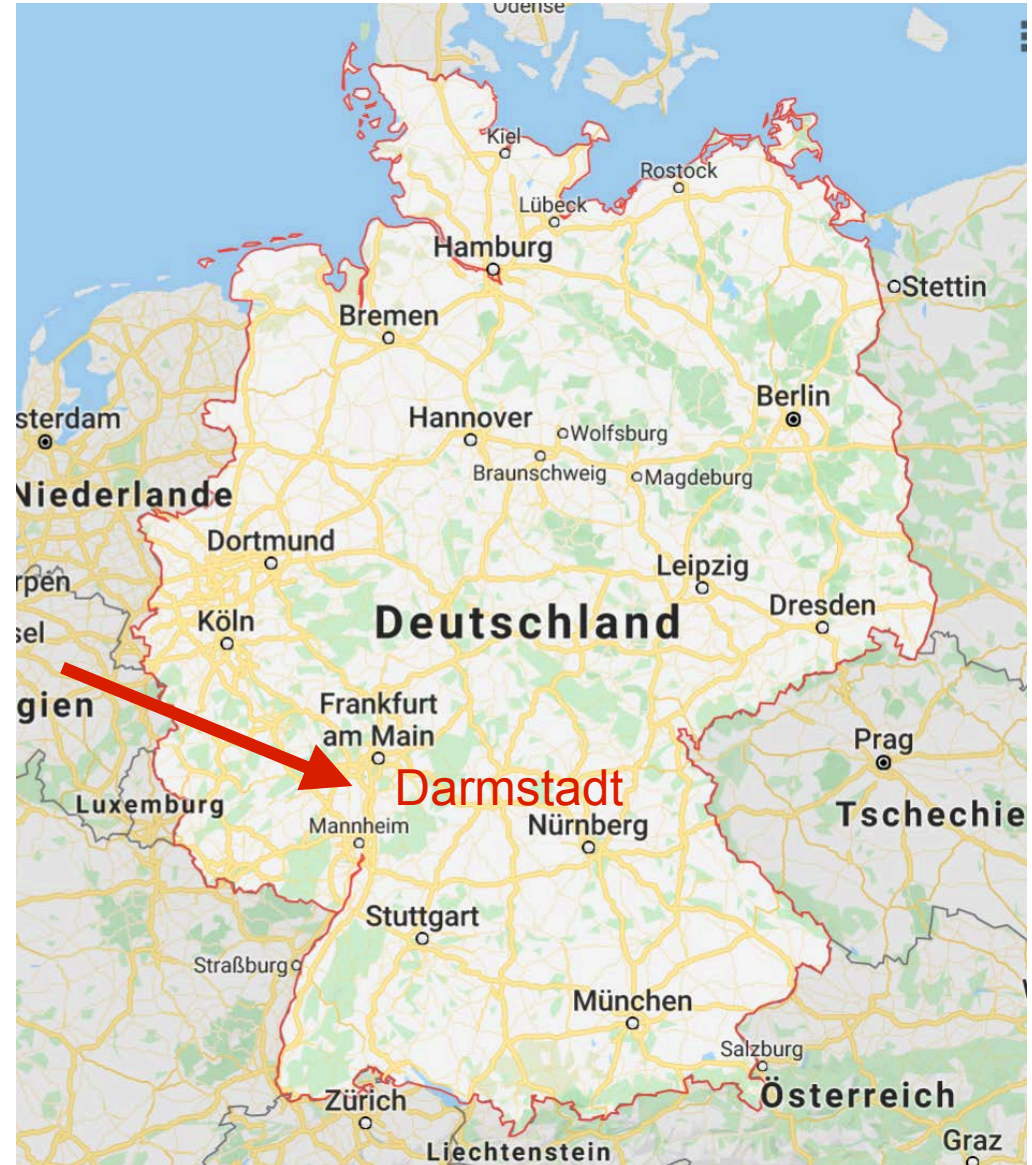 Odense
Kiel
Rostock
Lübeck
Hamburg
Stettin
Bremen
Berlin
sterdam
Hannover
Wolfsburg
Braunschweig
Magdeburg
Niederlande
Dortmund
Leipzig
rpen
Dresden
Köln
Deutschland
sel
gien
Frankfurt
am Main
Prag
Darmstadt
Luxemburg
Tschechie
Mannheim
Nürnberg
Stuttgart
Straßburg
München
Salzburg
Österreich
Zürich
Liechtenstein
Graz